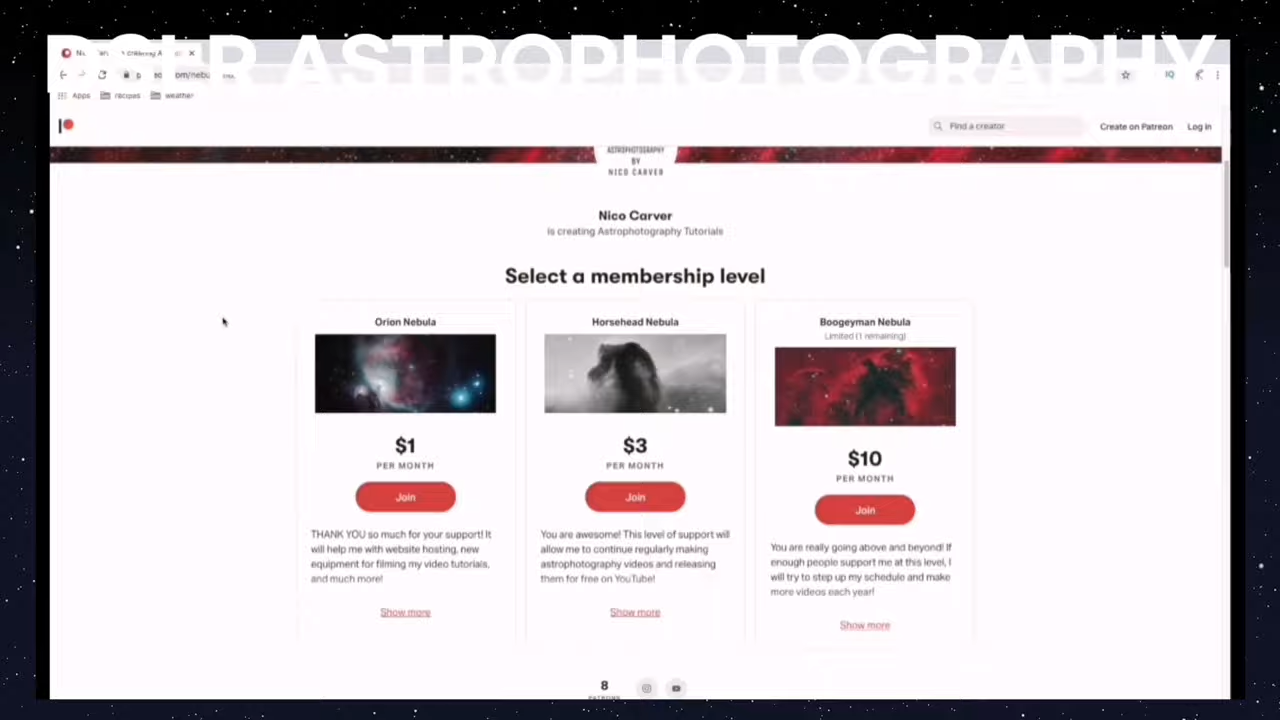 DSLR ASTROPHOTOGRAPHY
Apps recipes weather
Find a creator
Create on Patreon
Log in
ASTROPHOTOGRAPHY
BY
NICO CARVER
Nico Carver
is creating Astrophotography Tutorials
Select a membership level
Orion Nebula
$1
PER MONTH
Join
THANK YOU so much for your support! It
will help me with website hosting, new
equipment for filming my video tutorials,
and much more!
Show more
Horsehead Nebula
$3
PER MONTH
Join
You are awesome! This level of support will
allow me to continue regularly making
astrophotography videos and releasing
them for free on YouTube!
Show more
Boogeyman Nebula
Limited (1 remaining)
$10
PER MONTH
Join
You are really going above and beyond! If
enough people support me at this level, I
will try to step up my schedule and make
more videos each year!
Show more
8
PATRONS